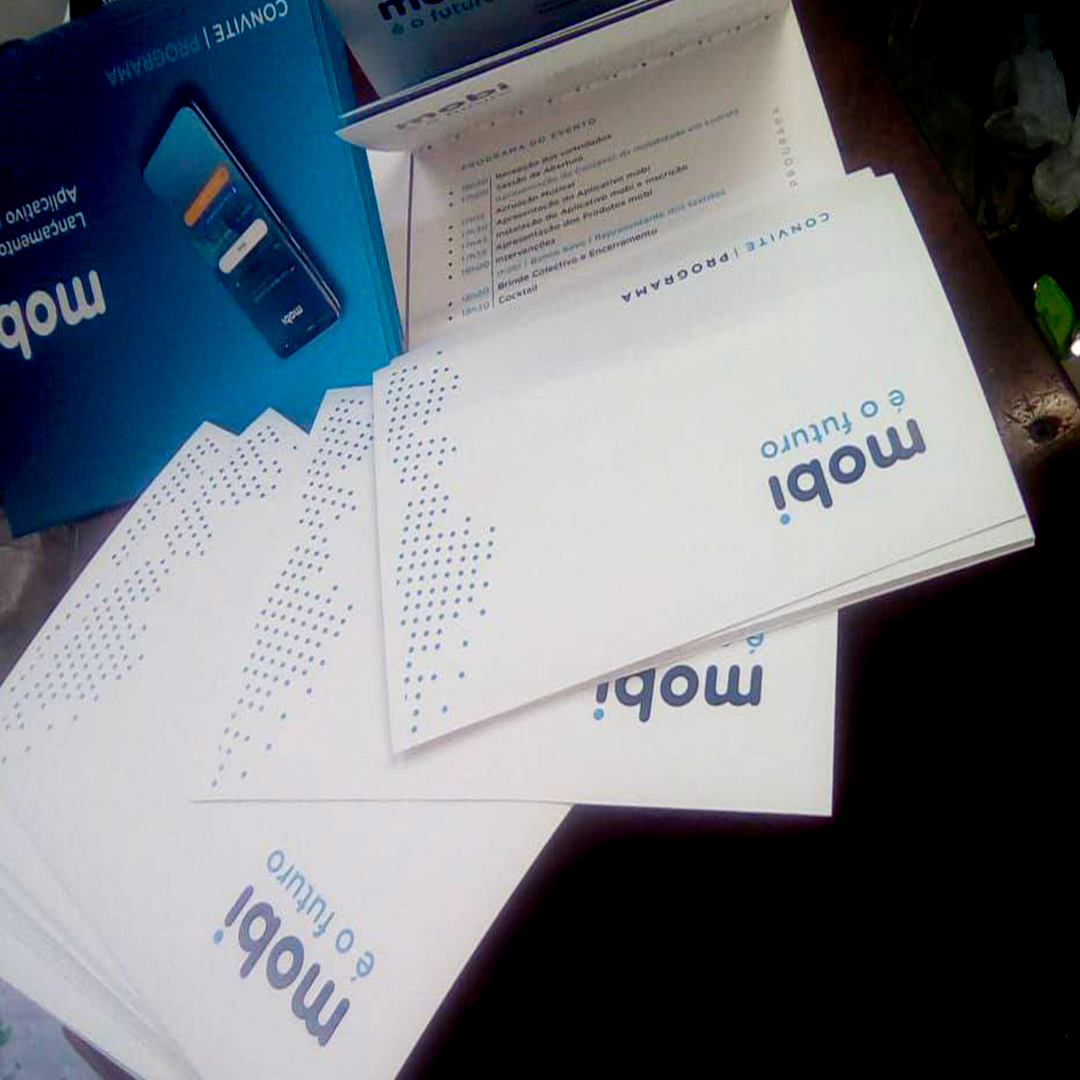 CONVITE | PROGRAMA
Lançamento
Aplicativo
mobi
mobi
é o futuro
mobi
PROGRAMA DO EVENTO
Recepção dos convidados
Sessão de Abertura
Actuação Musical
Apresentação do Aplicativo mobi
Instalação do Aplicativo mobi e Inscrição
Apresentação dos Produtos mobi
Intervenções
Brinde Colectivo e Encerramento
Cocktail
CONVITE | PROGRAMA
mobi
é o futuro
mobi
é
mobi
é o futuro